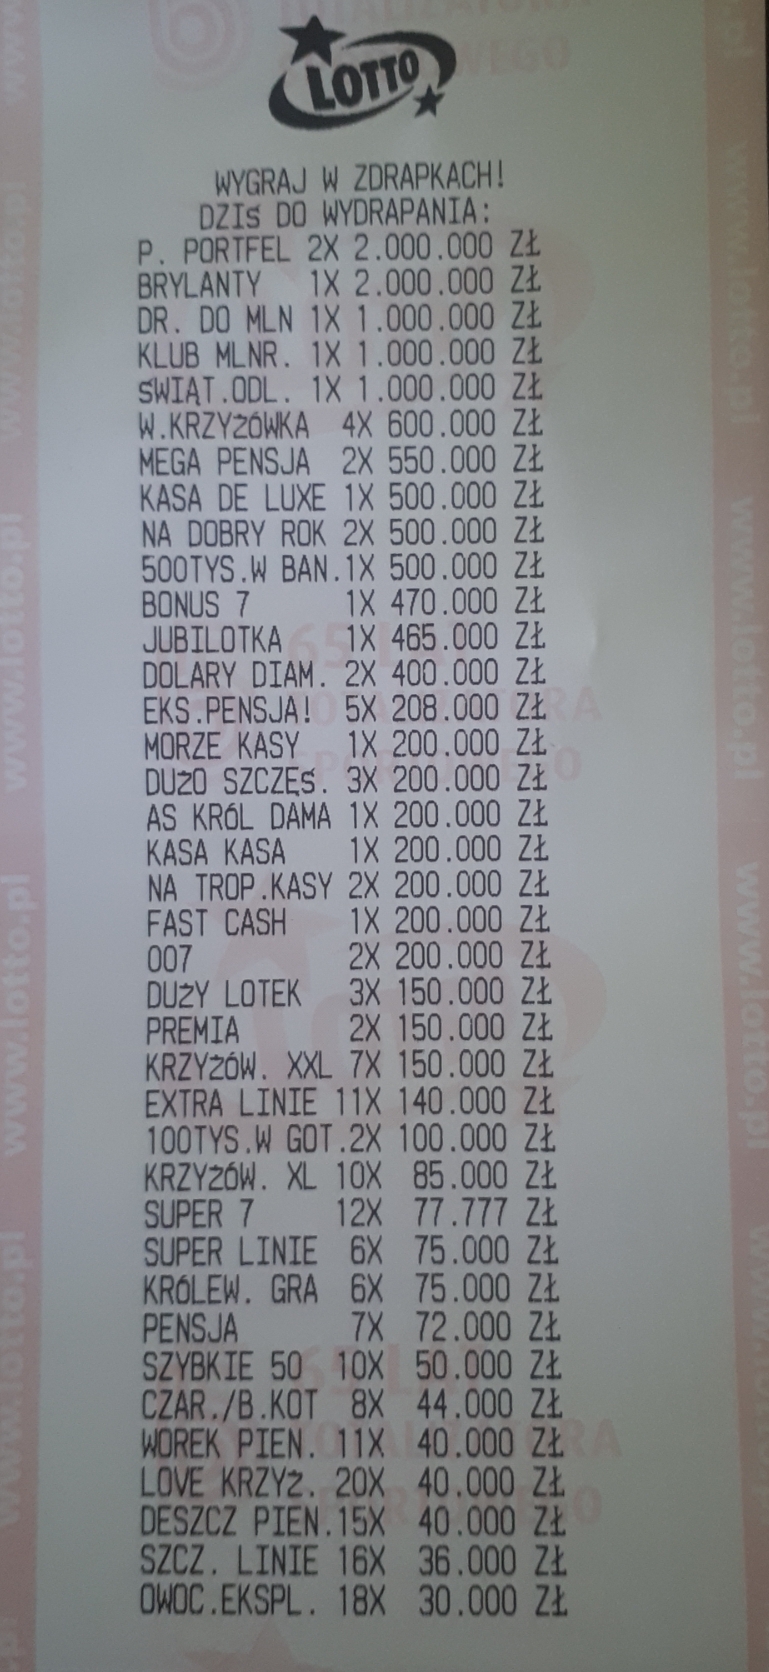 LOTTO
WYGRAJ W ZDRAPKACH!
DZIŚ DO WYDRAPANIA:
P. PORTFEL 2X 2.000.000 ZŁ
BRYLANTY 1X 2.000.000 ZŁ
DR. DO MLN 1X 1.000.000 ZŁ
KLUB MLNR. 1X 1.000.000 ZŁ
ŚWIĄT.ODL. 1X 1.000.000 ZŁ
W.KRZYŻÓWKA 4X 600.000 ZŁ
MEGA PENSJA 2X 550.000 ZŁ
KASA DE LUXE 1X 500.000 ZŁ
NA DOBRY ROK 2X 500.000 ZŁ
500TYS.W BAN.1X 500.000 ZŁ
BONUS 7 1X 470.000 ZŁ
JUBILOTKA 1X 465.000 ZŁ
DOLARY DIAM. 2X 400.000 ZŁ
EKS.PENSJA! 5X 208.000 ZŁ
MORZE KASY 1X 200.000 ZŁ
DUŻO SZCZĘŚ. 3X 200.000 ZŁ
AS KRÓL DAMA 1X 200.000 ZŁ
KASA KASA 1X 200.000 ZŁ
NA TROP.KASY 2X 200.000 ZŁ
FAST CASH 1X 200.000 ZŁ
007 2X 200.000 ZŁ
DUŻY LOTEK 3X 150.000 ZŁ
PREMIA 2X 150.000 ZŁ
KRZYŻÓW. XXL 7X 150.000 ZŁ
EXTRA LINIE 11X 140.000 ZŁ
100TYS.W GOT.2X 100.000 ZŁ
KRZYŻÓW. XL 10X 85.000 ZŁ
SUPER 7 12X 77.777 ZŁ
SUPER LINIE 6X 75.000 ZŁ
KRÓLEW. GRA 6X 75.000 ZŁ
PENSJA 7X 72.000 ZŁ
SZYBKIE 50 10X 50.000 ZŁ
CZAR./B.KOT 8X 44.000 ZŁ
WOREK PIEN. 11X 40.000 ZŁ
LOVE KRZYŻ. 20X 40.000 ZŁ
DESZCZ PIEN.15X 40.000 ZŁ
SZCZ. LINIE 16X 36.000 ZŁ
OWOC.EKSPL. 18X 30.000 ZŁ